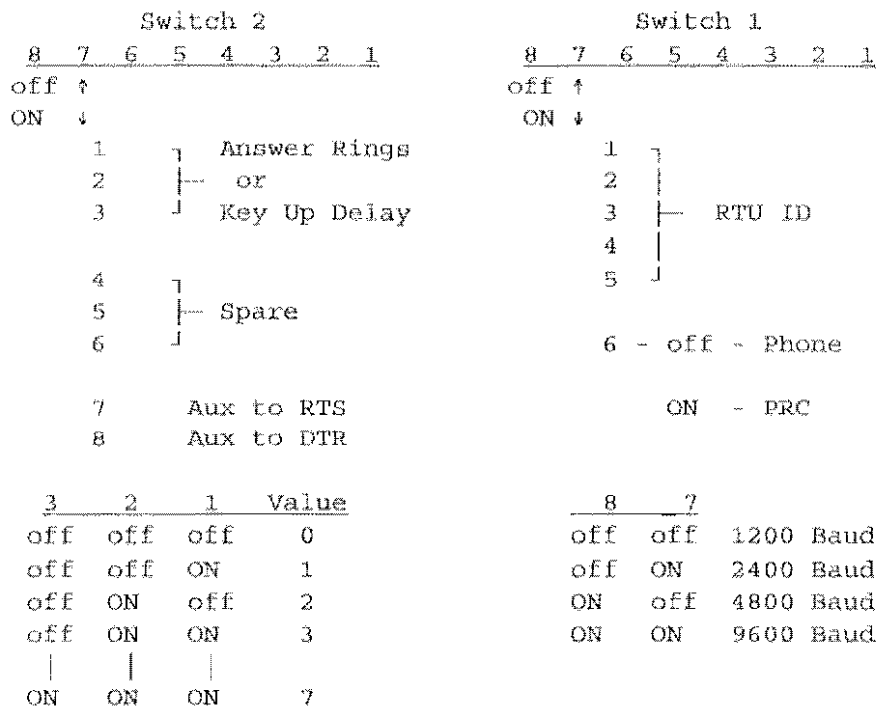 Switch 2 Switch 1
8 7 6 5 4 3 2 1 8 7 6 5 4 3 2 1
off ↑ off ↑
ON ↓ ON ↓
1 Answer Rings 1
2 or 2
3 Key Up Delay 3 RTU ID
4
4 5
5 Spare
6 6 - off - Phone
7 Aux to RTS ON - PRC
8 Aux to DTR
3 2 1 Value 8 7
off off off 0 off off 1200 Baud
off off ON 1 off ON 2400 Baud
off ON off 2 ON off 4800 Baud
off ON ON 3 ON ON 9600 Baud
ON ON ON 7